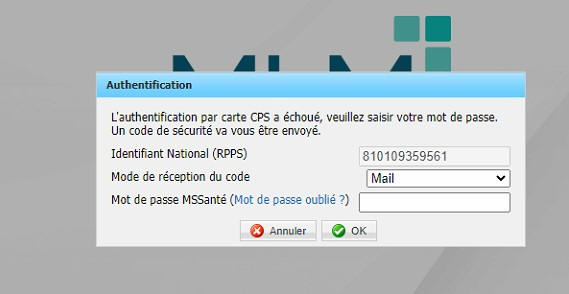 Authentification
L'authentification par carte CPS a échoué, veuillez saisir votre mot de passe.
Un code de sécurité va vous être envoyé.
Identifiant National (RPPS) 810109359561
Mode de réception du code Mail
Mot de passe MSSanté (Mot de passe oublié ?)
Annuler OK